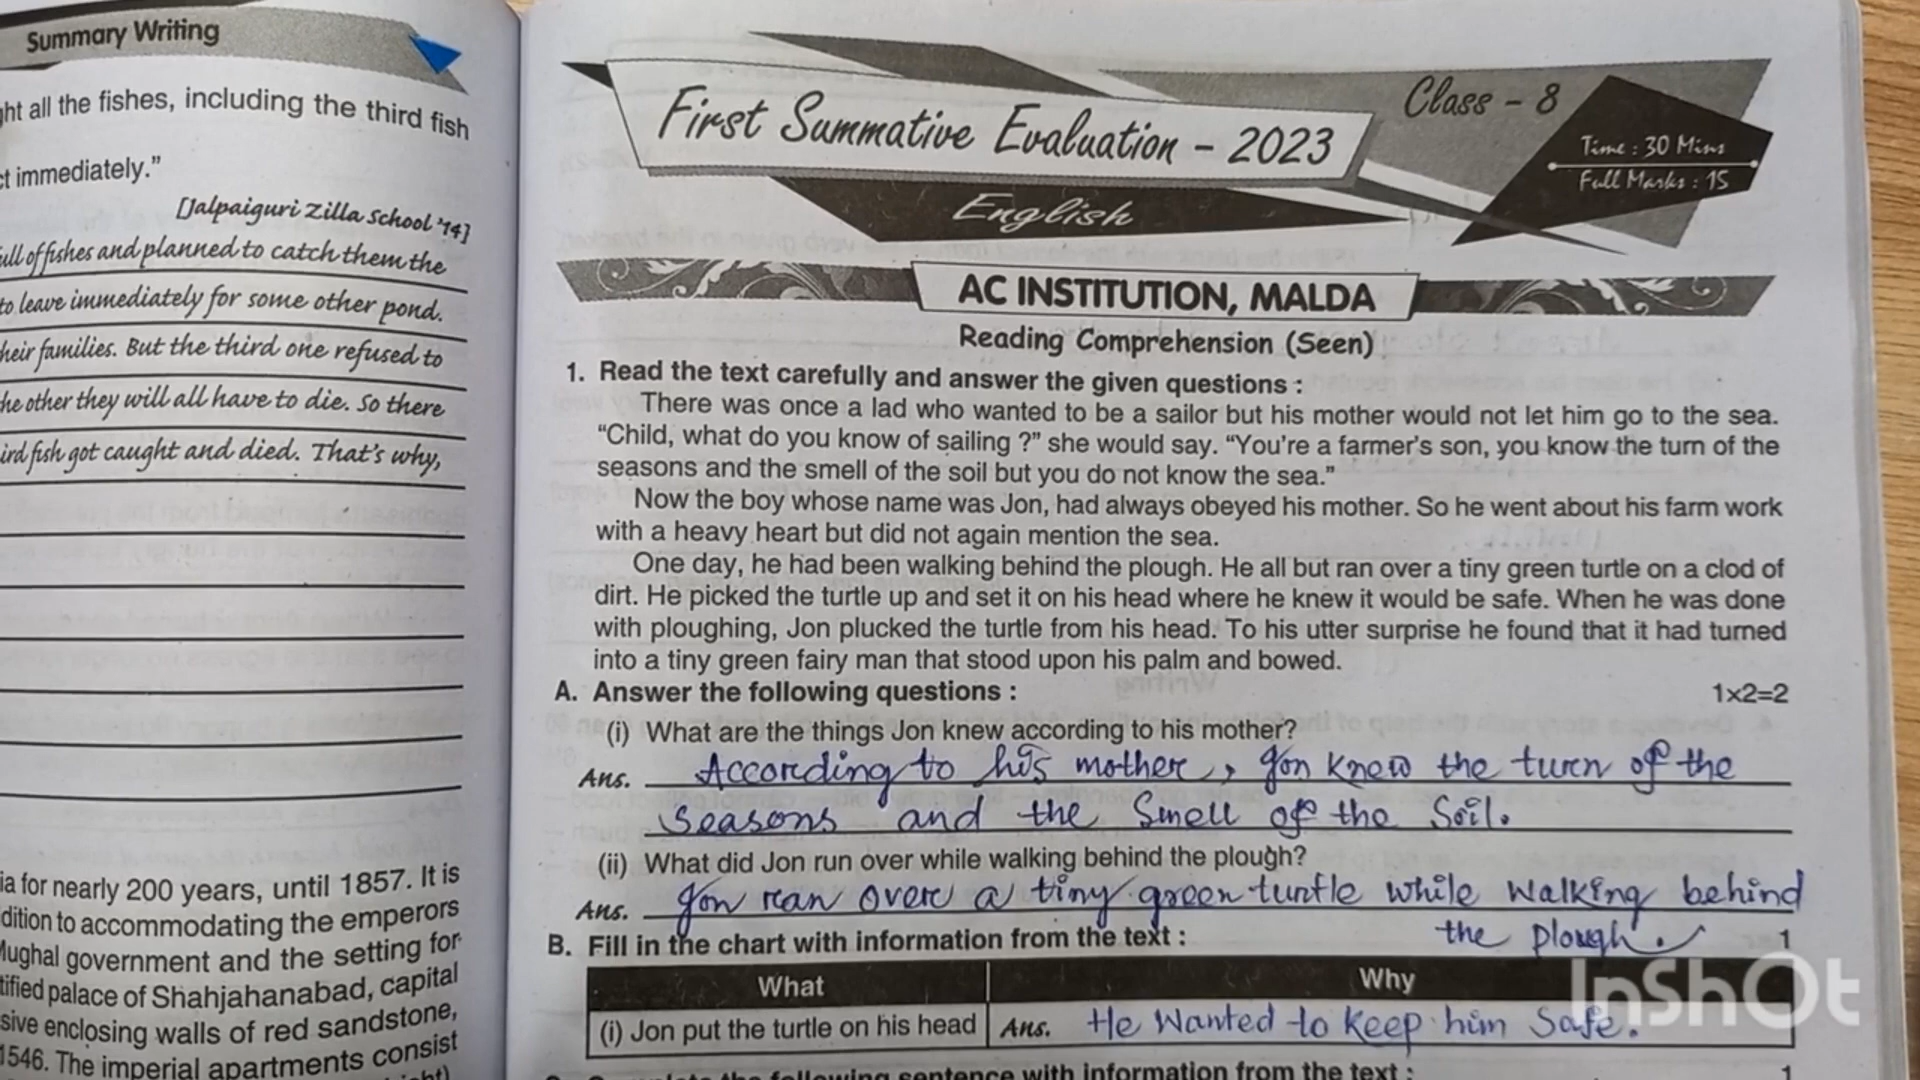 Summary Writing
ght all the fishes, including the third fish
ct immediately."
[Jalpaiguri Zilla School '14]
ull of fishes and planned to catch them the
to leave immediately for some other pond.
heir families. But the third one refused to
he other they will all have to die. So there
ird fish got caught and died. That's why,
ia for nearly 200 years, until 1857. It is
dition to accommodating the emperors
Mughal government and the setting for
tified palace of Shahjahanabad, capital
sive enclosing walls of red sandstone,
1546. The imperial apartments consist
First Summative Evaluation - 2023
Class - 8
Time : 30 Mins
Full Marks : 15
English
AC INSTITUTION, MALDA
Reading Comprehension (Seen)
1. Read the text carefully and answer the given questions :
There was once a lad who wanted to be a sailor but his mother would not let him go to the sea.
"Child, what do you know of sailing ?" she would say. "You're a farmer's son, you know the turn of the
seasons and the smell of the soil but you do not know the sea."
Now the boy whose name was Jon, had always obeyed his mother. So he went about his farm work
with a heavy heart but did not again mention the sea.
One day, he had been walking behind the plough. He all but ran over a tiny green turtle on a clod of
dirt. He picked the turtle up and set it on his head where he knew it would be safe. When he was done
with ploughing, Jon plucked the turtle from his head. To his utter surprise he found that it had turned
into a tiny green fairy man that stood upon his palm and bowed.
A. Answer the following questions : 1×2=2
(i) What are the things Jon knew according to his mother?
Ans. According to his mother, Jon knew the turn of the
seasons and the smell of the soil.
(ii) What did Jon run over while walking behind the plough?
Ans. Jon ran over a tiny green turtle while walking behind
the plough.
B. Fill in the chart with information from the text : 1
What Why
(i) Jon put the turtle on his head Ans. He wanted to keep him safe.
the following sentence with information from the text : 1
InShOt